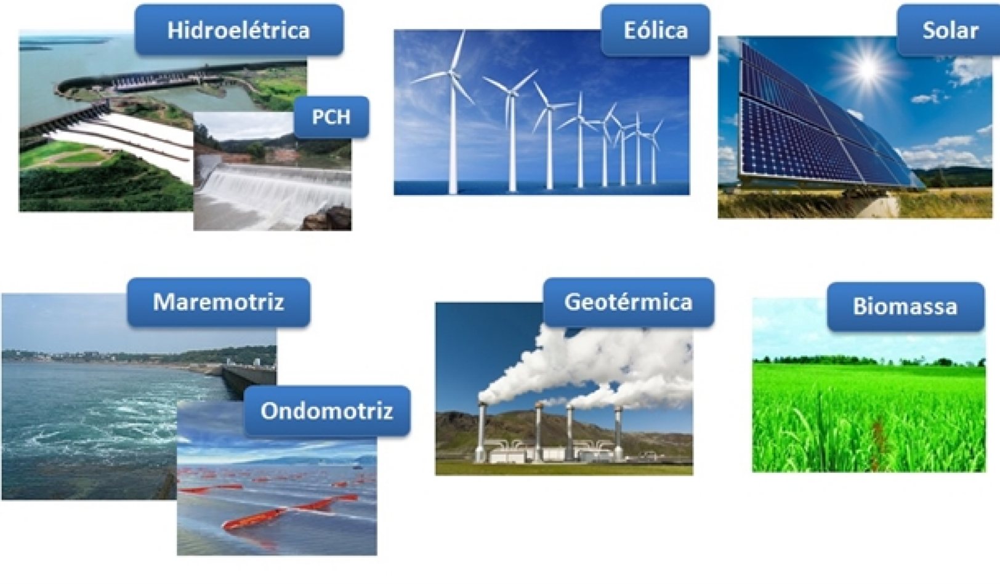 Hidroelétrica
PCH
Eólica
Solar
Maremotriz
Ondomotriz
Geotérmica
Biomassa